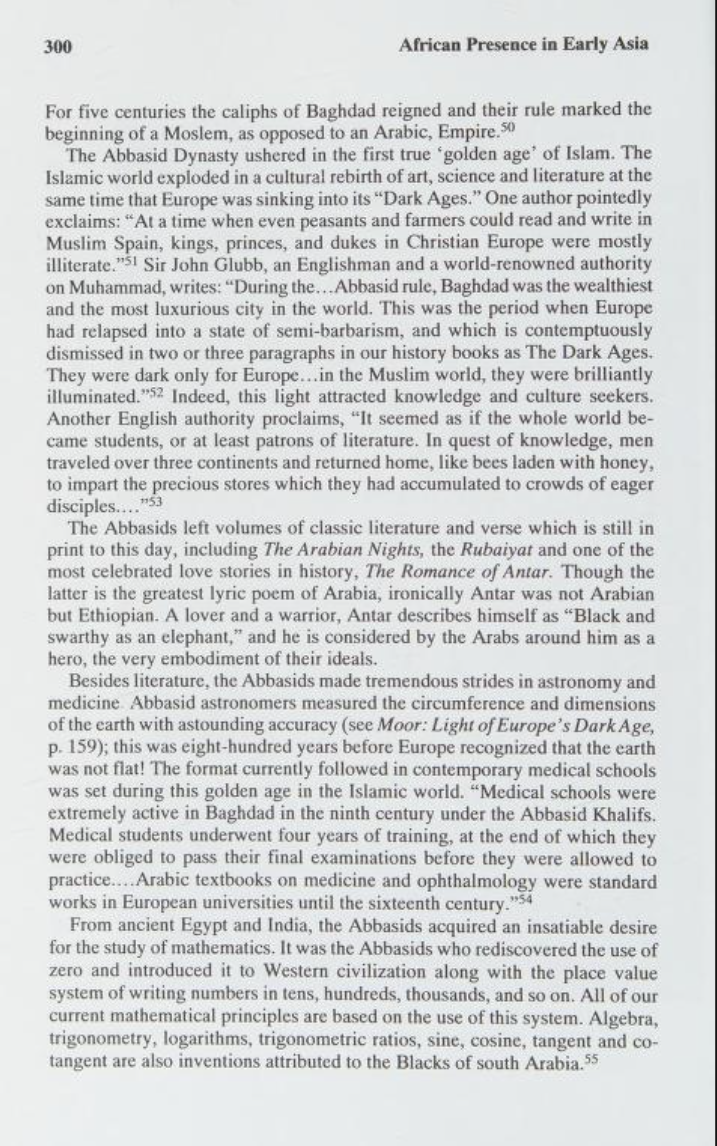 300
African Presence in Early Asia
For five centuries the caliphs of Baghdad reigned and their rule marked the
beginning of a Moslem, as opposed to an Arabic, Empire.50
The Abbasid Dynasty ushered in the first true ‘golden age’ of Islam. The
Islamic world exploded in a cultural rebirth of art, science and literature at the
same time that Europe was sinking into its “Dark Ages.” One author pointedly
exclaims: “At a time when even peasants and farmers could read and write in
Muslim Spain, kings, princes, and dukes in Christian Europe were mostly
illiterate.”51 Sir John Glubb, an Englishman and a world-renowned authority
on Muhammad, writes: “During the...Abbasid rule, Baghdad was the wealthiest
and the most luxurious city in the world. This was the period when Europe
had relapsed into a state of semi-barbarism, and which is contemptuously
dismissed in two or three paragraphs in our history books as The Dark Ages.
They were dark only for Europe...in the Muslim world, they were brilliantly
illuminated.”52 Indeed, this light attracted knowledge and culture seekers.
Another English authority proclaims, “It seemed as if the whole world be-
came students, or at least patrons of literature. In quest of knowledge, men
traveled over three continents and returned home, like bees laden with honey,
to impart the precious stores which they had accumulated to crowds of eager
disciples....”53
The Abbasids left volumes of classic literature and verse which is still in
print to this day, including The Arabian Nights, the Rubaiyat and one of the
most celebrated love stories in history, The Romance of Antar. Though the
latter is the greatest lyric poem of Arabia, ironically Antar was not Arabian
but Ethiopian. A lover and a warrior, Antar describes himself as “Black and
swarthy as an elephant,” and he is considered by the Arabs around him as a
hero, the very embodiment of their ideals.
Besides literature, the Abbasids made tremendous strides in astronomy and
medicine. Abbasid astronomers measured the circumference and dimensions
of the earth with astounding accuracy (see Moor: Light of Europe’s Dark Age,
p. 159); this was eight-hundred years before Europe recognized that the earth
was not flat! The format currently followed in contemporary medical schools
was set during this golden age in the Islamic world. “Medical schools were
extremely active in Baghdad in the ninth century under the Abbasid Khalifs.
Medical students underwent four years of training, at the end of which they
were obliged to pass their final examinations before they were allowed to
practice....Arabic textbooks on medicine and ophthalmology were standard
works in European universities until the sixteenth century.”54
From ancient Egypt and India, the Abbasids acquired an insatiable desire
for the study of mathematics. It was the Abbasids who rediscovered the use of
zero and introduced it to Western civilization along with the place value
system of writing numbers in tens, hundreds, thousands, and so on. All of our
current mathematical principles are based on the use of this system. Algebra,
trigonometry, logarithms, trigonometric ratios, sine, cosine, tangent and co-
tangent are also inventions attributed to the Blacks of south Arabia.55